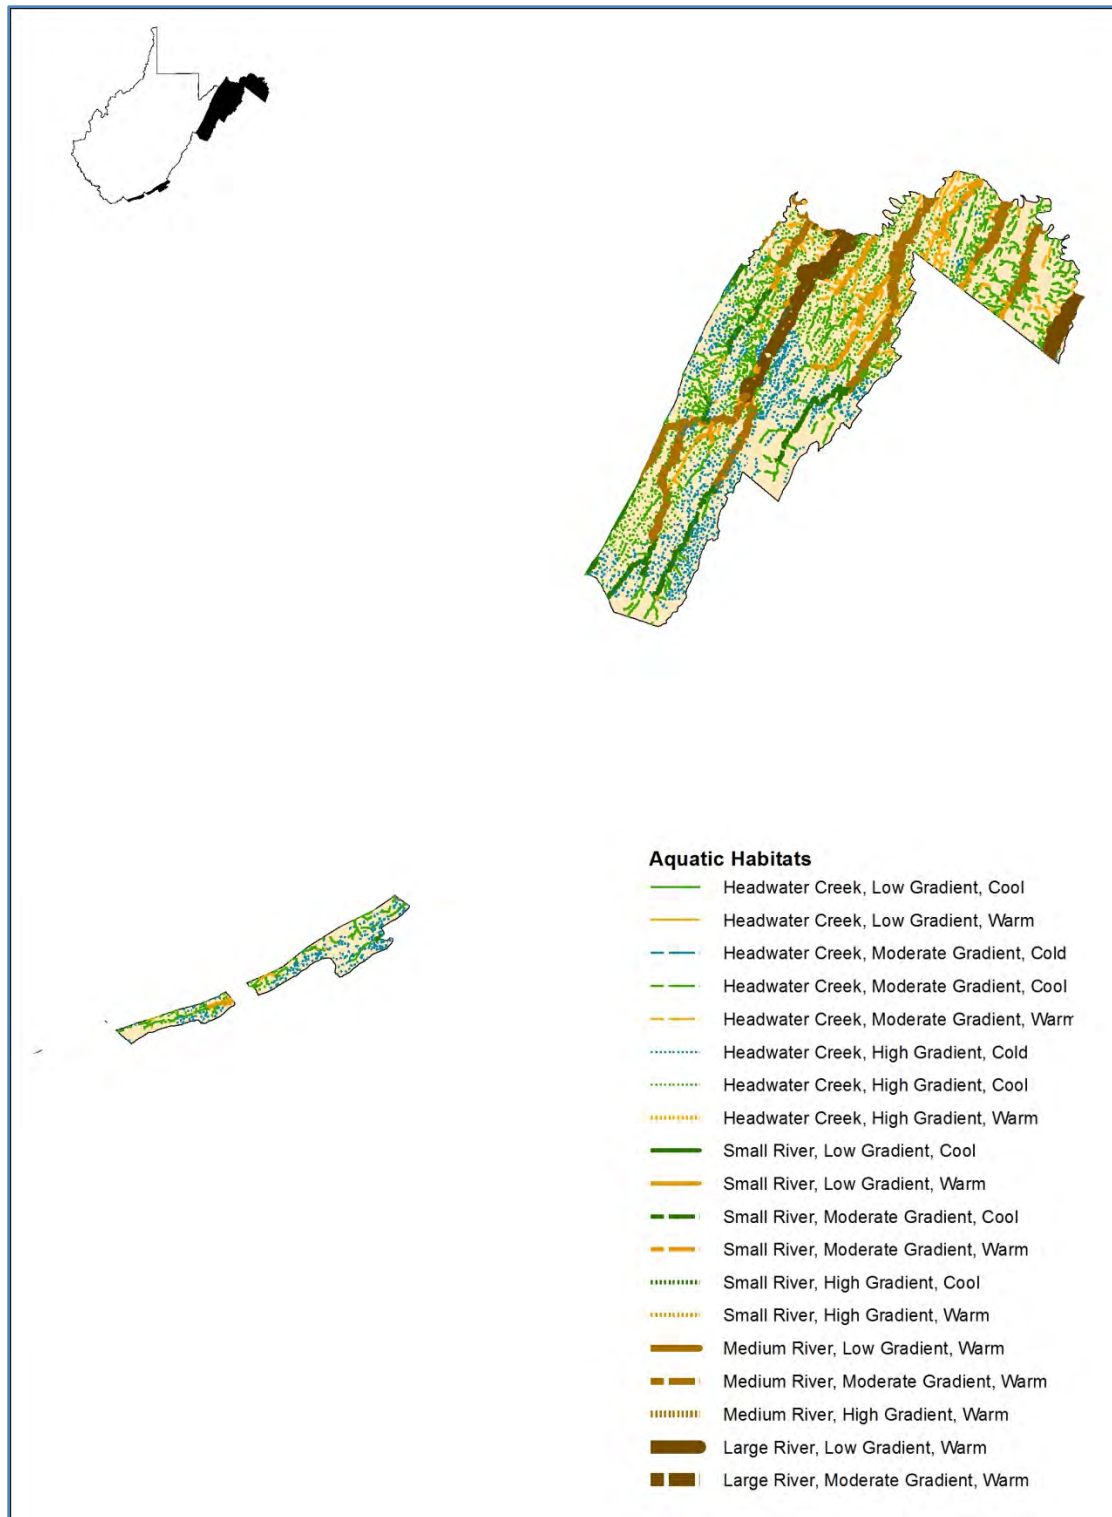 Aquatic Habitats
Headwater Creek, Low Gradient, Cool
Headwater Creek, Low Gradient, Warm
Headwater Creek, Moderate Gradient, Cold
Headwater Creek, Moderate Gradient, Cool
Headwater Creek, Moderate Gradient, Warm
Headwater Creek, High Gradient, Cold
Headwater Creek, High Gradient, Cool
Headwater Creek, High Gradient, Warm
Small River, Low Gradient, Cool
Small River, Low Gradient, Warm
Small River, Moderate Gradient, Cool
Small River, Moderate Gradient, Warm
Small River, High Gradient, Cool
Small River, High Gradient, Warm
Medium River, Low Gradient, Warm
Medium River, Moderate Gradient, Warm
Medium River, High Gradient, Warm
Large River, Low Gradient, Warm
Large River, Moderate Gradient, Warm